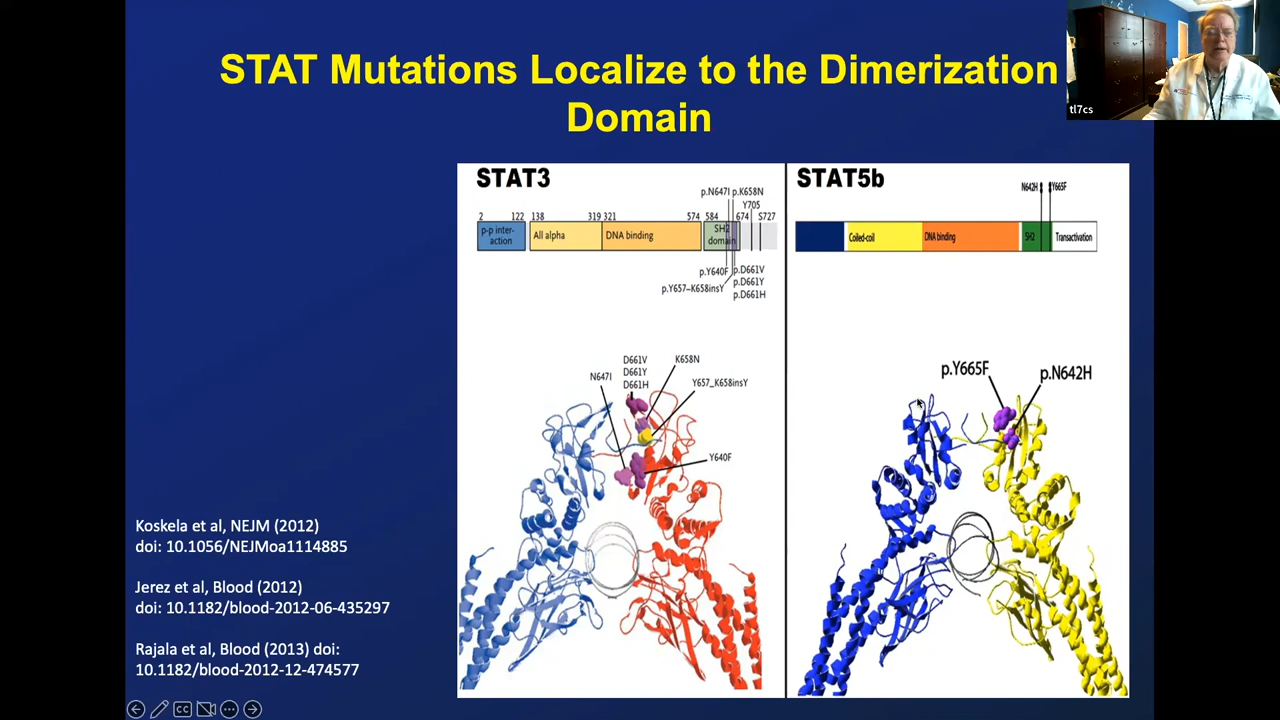 STAT Mutations Localize to the Dimerization
Domain
tl7cs
STAT3
p.N647I p.K658N
Y705
2 122 138 319 321 574 584 674 S727
p-p inter-
action
All alpha
DNA binding
SH2
domain
p.Y640F p.D661V
p.D661Y
p.Y657-K658insY
p.D661H
D661V
D661Y
D661H
K658N
N647I
Y657_K658insY
Y640F
STAT5b
N642H Y665F
Coiled-coil
DNA binding
SH2
Transactivation
p.Y665F
p.N642H
Koskela et al, NEJM (2012)
doi: 10.1056/NEJMoa1114885
Jerez et al, Blood (2012)
doi: 10.1182/blood-2012-06-435297
Rajala et al, Blood (2013) doi:
10.1182/blood-2012-12-474577
CC